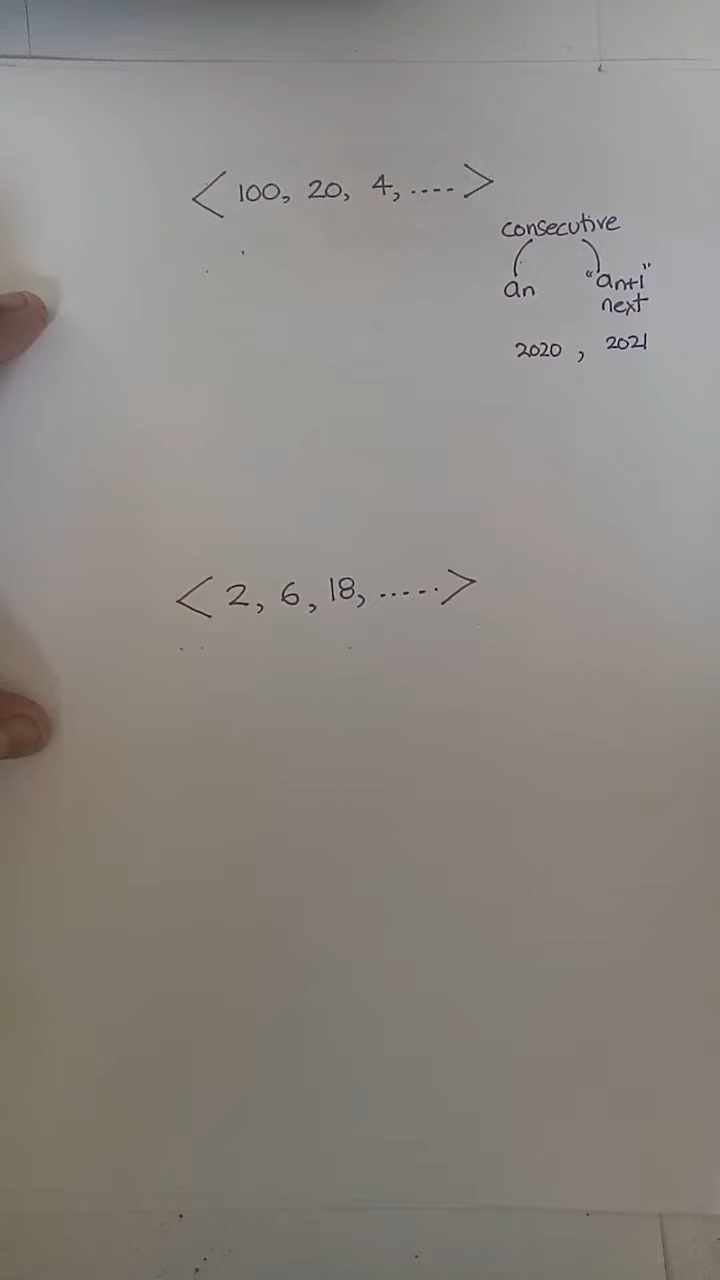 < 100, 20, 4, .... >
consecutive
an “an+1”
next
2020 , 2021
< 2, 6, 18, ..... >